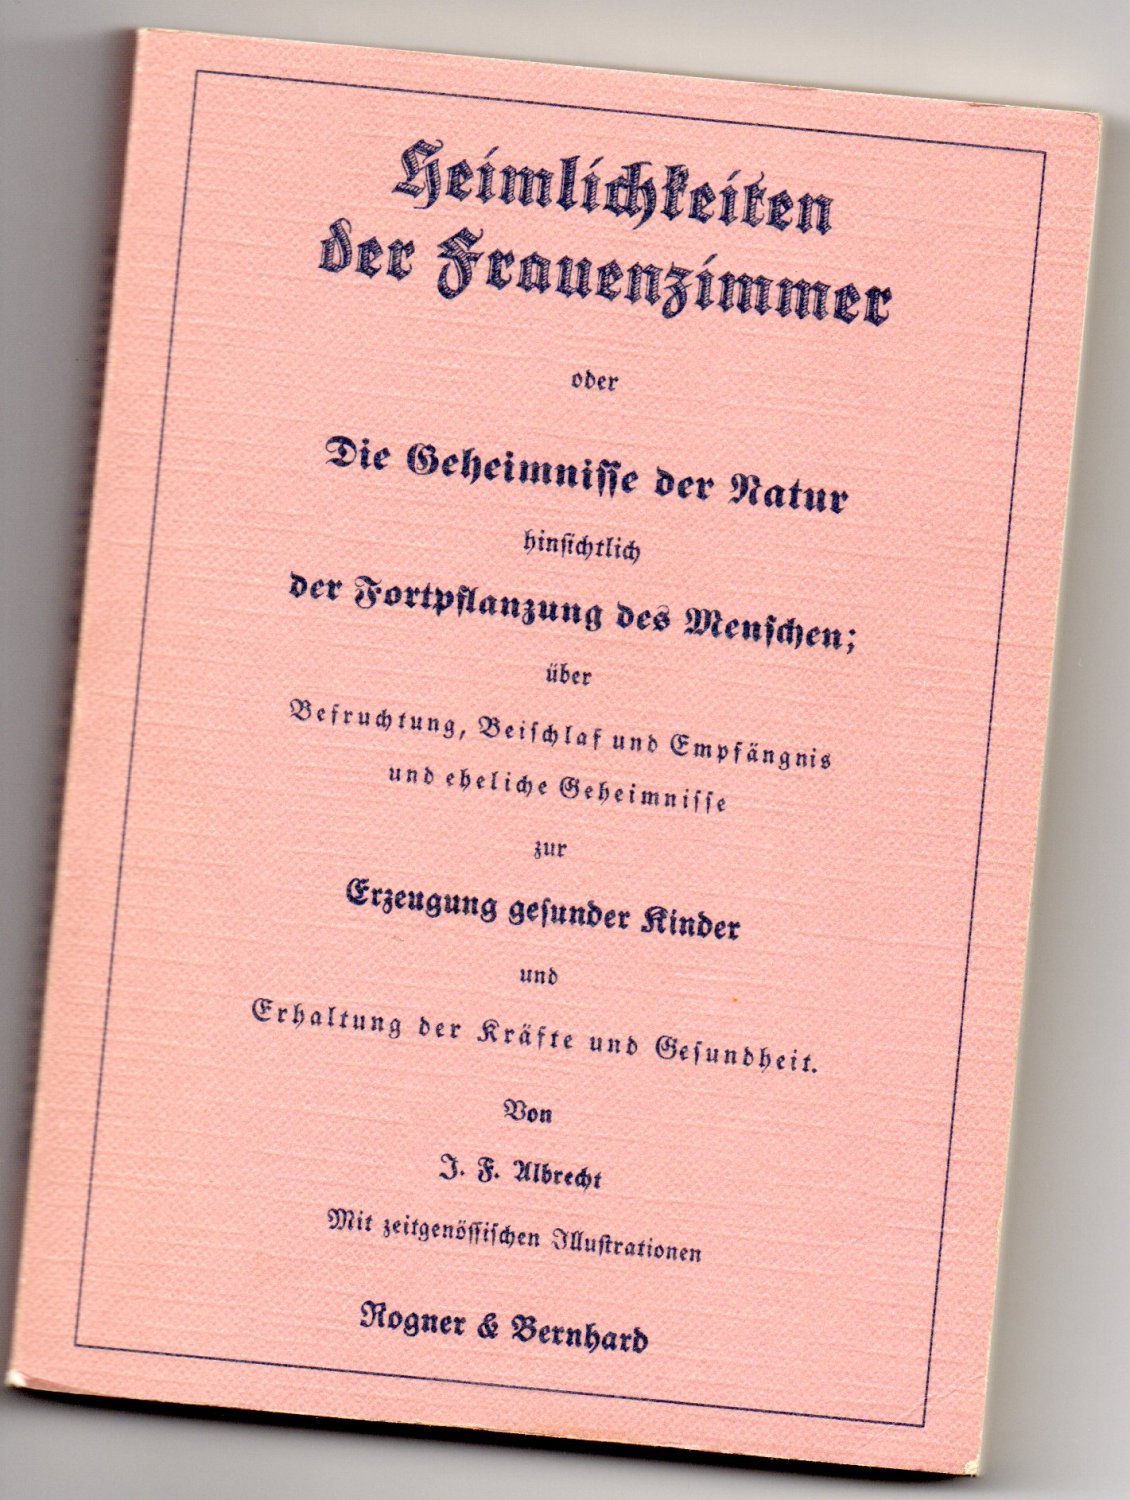 Heimlichkeiten
der Frauenzimmer
oder
Die Geheimnisse der Natur
hinsichtlich
der Fortpflanzung des Menschen;
über
Befruchtung, Beischlaf und Empfängnis
und eheliche Geheimnisse
zur
Erzeugung gesunder Kinder
und
Erhaltung der Kräfte und Gesundheit.
Von
J. F. Albrecht
Mit zeitgenössischen Illustrationen
Rogner & Bernhard